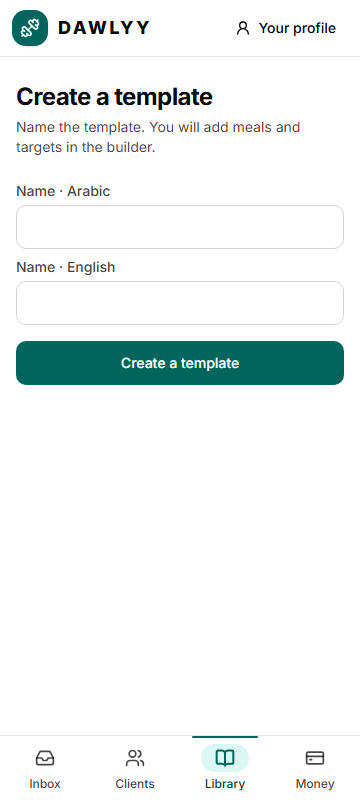 DAWLYY
Your profile
Create a template
Name the template. You will add meals and
targets in the builder.
Name · Arabic
Name · English
Create a template
Inbox
Clients
Library
Money